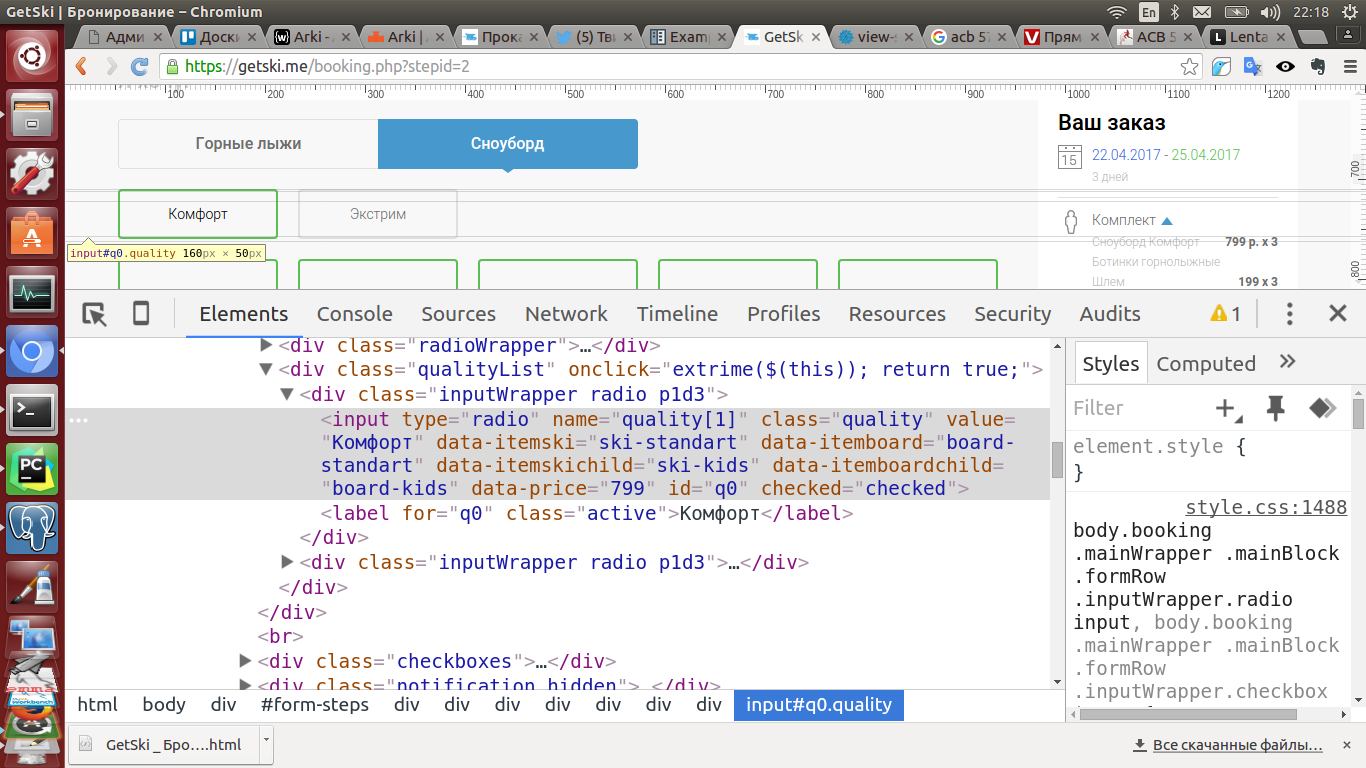 GetSki | Бронирование – Chromium
En
22:18
Адми
Доски
Arki -
Arki |
Прока
(5) Тв
Examp
GetSk
view-s
acb 57
Прям
ACB 5
Lenta
https://getski.me/booking.php?stepid=2
100 200 300 400 500 600 700 800 900 1000 1100 1200
700
800
Горные лыжи
Сноуборд
Комфорт
Экстрим
input#q0.quality 160px × 50px
Ваш заказ
15
22.04.2017 - 25.04.2017
3 дней
Комплект
Сноуборд Комфорт 799 р. x 3
Ботинки горнолыжные
Шлем 199 x 3
Elements Console Sources Network Timeline Profiles Resources Security Audits 1
<div class="radioWrapper">…</div>
<div class="qualityList" onclick="extrime($(this)); return true;">
<div class="inputWrapper radio p1d3">
<input type="radio" name="quality[1]" class="quality" value=
"Комфорт" data-itemski="ski-standart" data-itemboard="board-
standart" data-itemskichild="ski-kids" data-itemboardchild=
"board-kids" data-price="799" id="q0" checked="checked">
<label for="q0" class="active">Комфорт</label>
</div>
<div class="inputWrapper radio p1d3">…</div>
</div>
</div>
<br>
<div class="checkboxes">…</div>
<div class="notification hidden">…</div>
Styles Computed
Filter
element.style {
}
style.css:1488
body.booking
.mainWrapper .mainBlock
.formRow
.inputWrapper.radio
input, body.booking
.mainWrapper .mainBlock
.formRow
.inputWrapper.checkbox
html body div #form-steps div div div div div div div input#q0.quality
GetSki _ Бро….html
Все скачанные файлы…